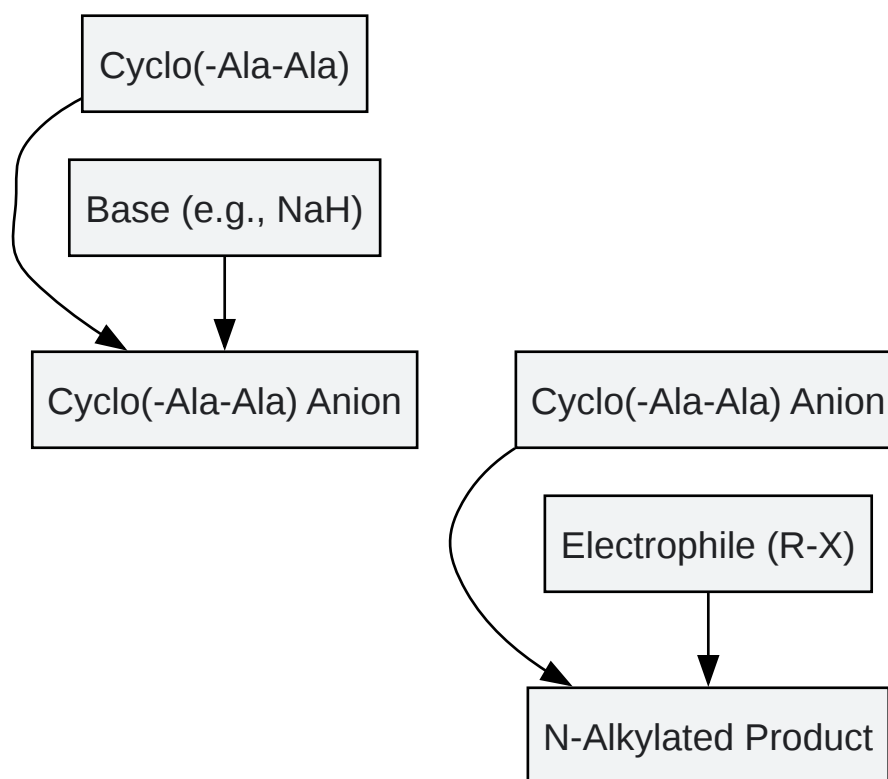 Cyclo(-Ala-Ala)
Base (e.g., NaH)
Cyclo(-Ala-Ala) Anion
Cyclo(-Ala-Ala) Anion
Electrophile (R-X)
N-Alkylated Product